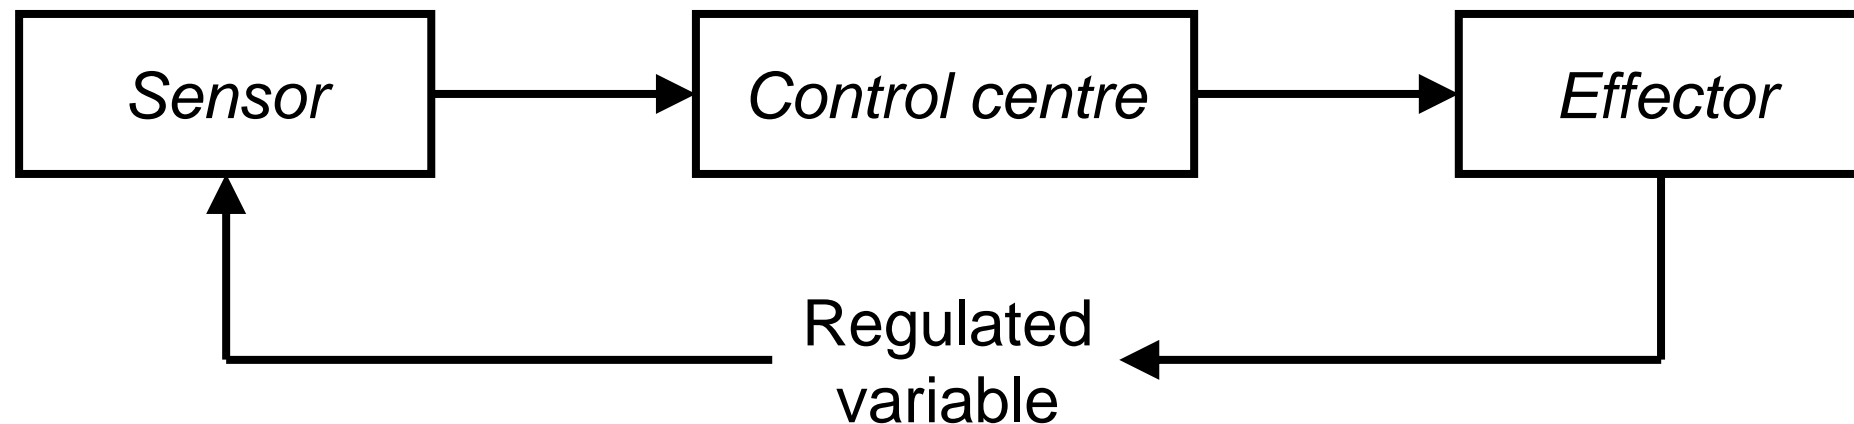 Sensor
Control centre
Effector
Regulated
variable